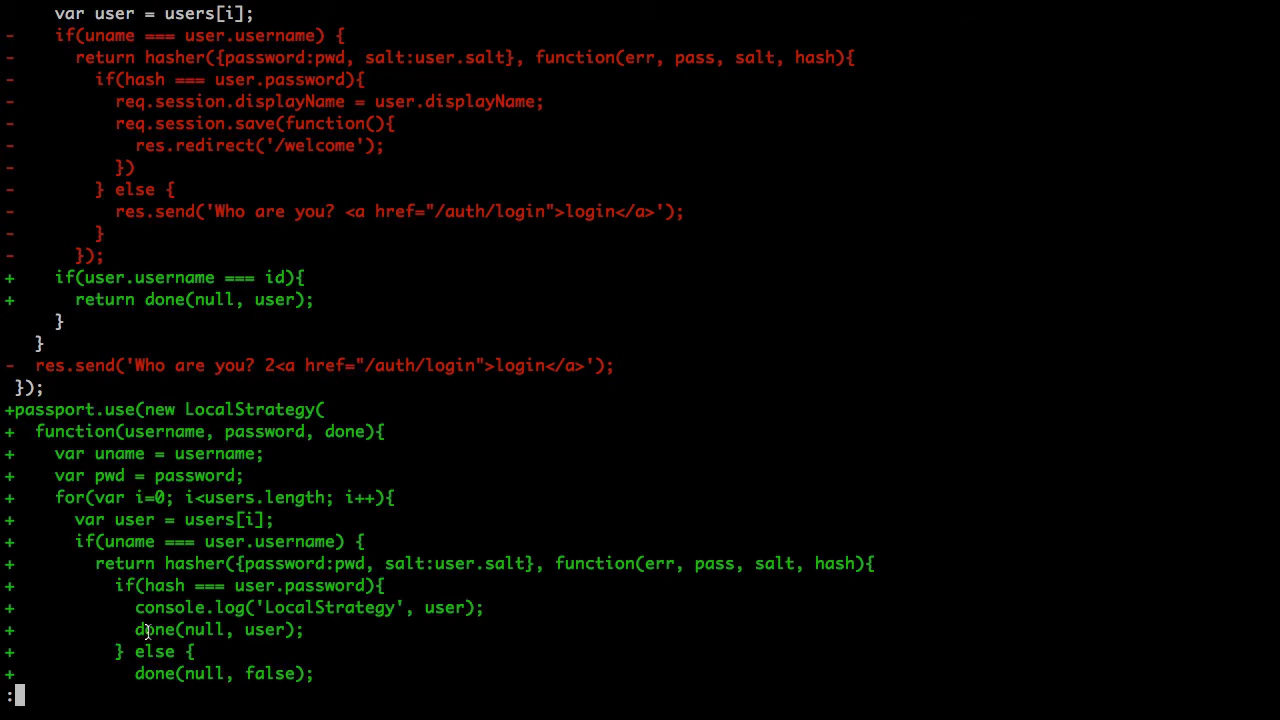 var user = users[i];
-    if(uname === user.username) {
-      return hasher({password:pwd, salt:user.salt}, function(err, pass, salt, hash){
-        if(hash === user.password){
-          req.session.displayName = user.displayName;
-          req.session.save(function(){
-            res.redirect('/welcome');
-          })
-        } else {
-          res.send('Who are you? <a href="/auth/login">login</a>');
-        }
-      });
+    if(user.username === id){
+      return done(null, user);
     }
   }
-  res.send('Who are you? 2<a href="/auth/login">login</a>');
 });
+passport.use(new LocalStrategy(
+  function(username, password, done){
+    var uname = username;
+    var pwd = password;
+    for(var i=0; i<users.length; i++){
+      var user = users[i];
+      if(uname === user.username) {
+        return hasher({password:pwd, salt:user.salt}, function(err, pass, salt, hash){
+          if(hash === user.password){
+            console.log('LocalStrategy', user);
+            done(null, user);
+          } else {
+            done(null, false);
: